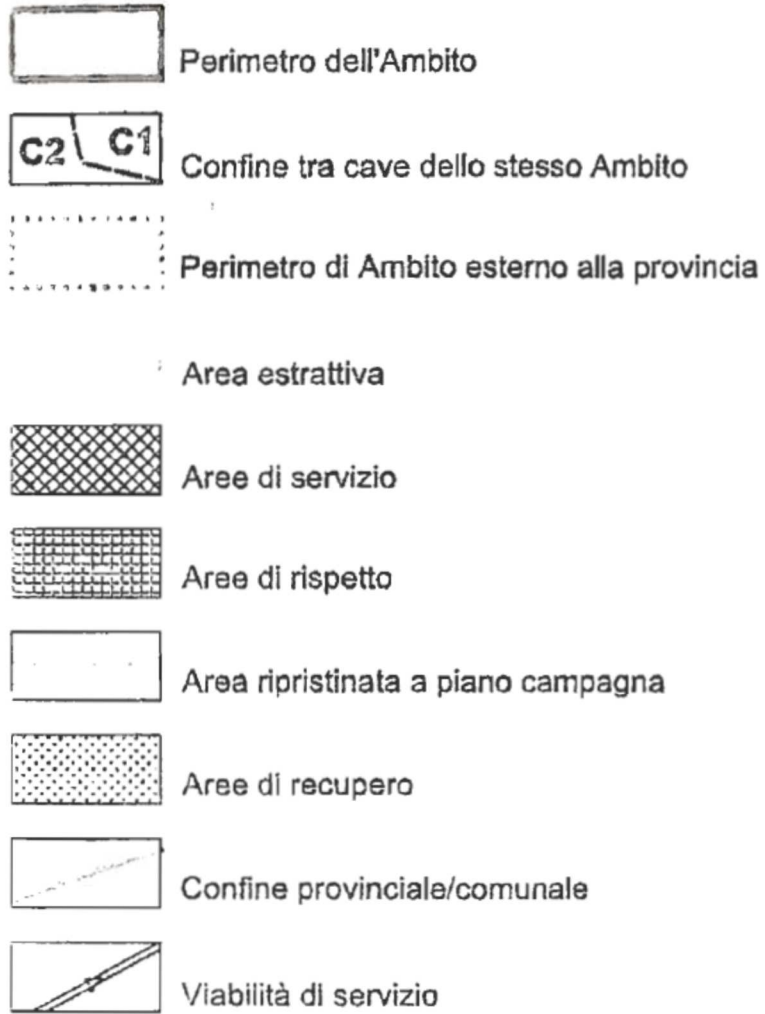 Perimetro dell'Ambito
C2 C1
Confine tra cave dello stesso Ambito
Perimetro di Ambito esterno alla provincia
Area estrattiva
Aree di servizio
Aree di rispetto
Area ripristinata a piano campagna
Aree di recupero
Confine provinciale/comunale
Viabilità di servizio